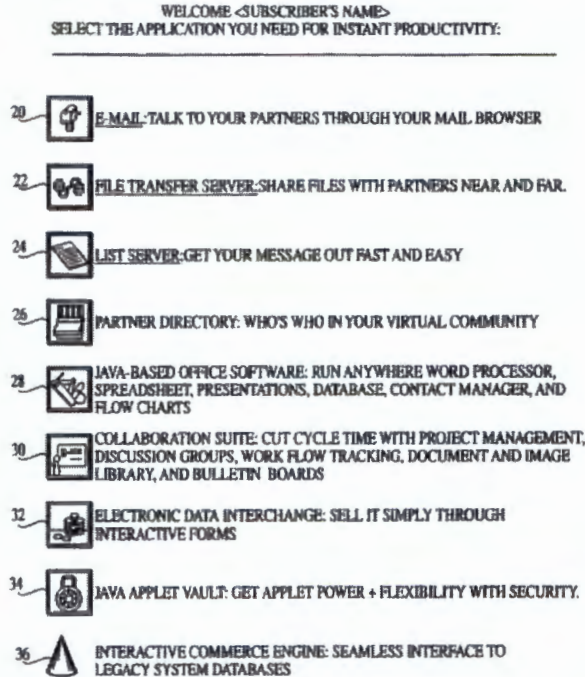 WELCOME <SUBSCRIBER'S NAME>
SELECT THE APPLICATION YOU NEED FOR INSTANT PRODUCTIVITY:
20 E-MAIL:TALK TO YOUR PARTNERS THROUGH YOUR MAIL BROWSER
22 FILE TRANSFER SERVER:SHARE FILES WITH PARTNERS NEAR AND FAR.
24 LIST SERVER:GET YOUR MESSAGE OUT FAST AND EASY
26 PARTNER DIRECTORY: WHO'S WHO IN YOUR VIRTUAL COMMUNITY
28 JAVA-BASED OFFICE SOFTWARE: RUN ANYWHERE WORD PROCESSOR,
SPREADSHEET, PRESENTATIONS, DATABASE, CONTACT MANAGER, AND
FLOW CHARTS
30 COLLABORATION SUITE: CUT CYCLE TIME WITH PROJECT MANAGEMENT,
DISCUSSION GROUPS, WORK FLOW TRACKING, DOCUMENT AND IMAGE
LIBRARY, AND BULLETIN BOARDS
32 ELECTRONIC DATA INTERCHANGE: SELL IT SIMPLY THROUGH
INTERACTIVE FORMS
34 JAVA APPLET VAULT: GET APPLET POWER + FLEXIBILITY WITH SECURITY.
36 INTERACTIVE COMMERCE ENGINE: SEAMLESS INTERFACE TO
LEGACY SYSTEM DATABASES